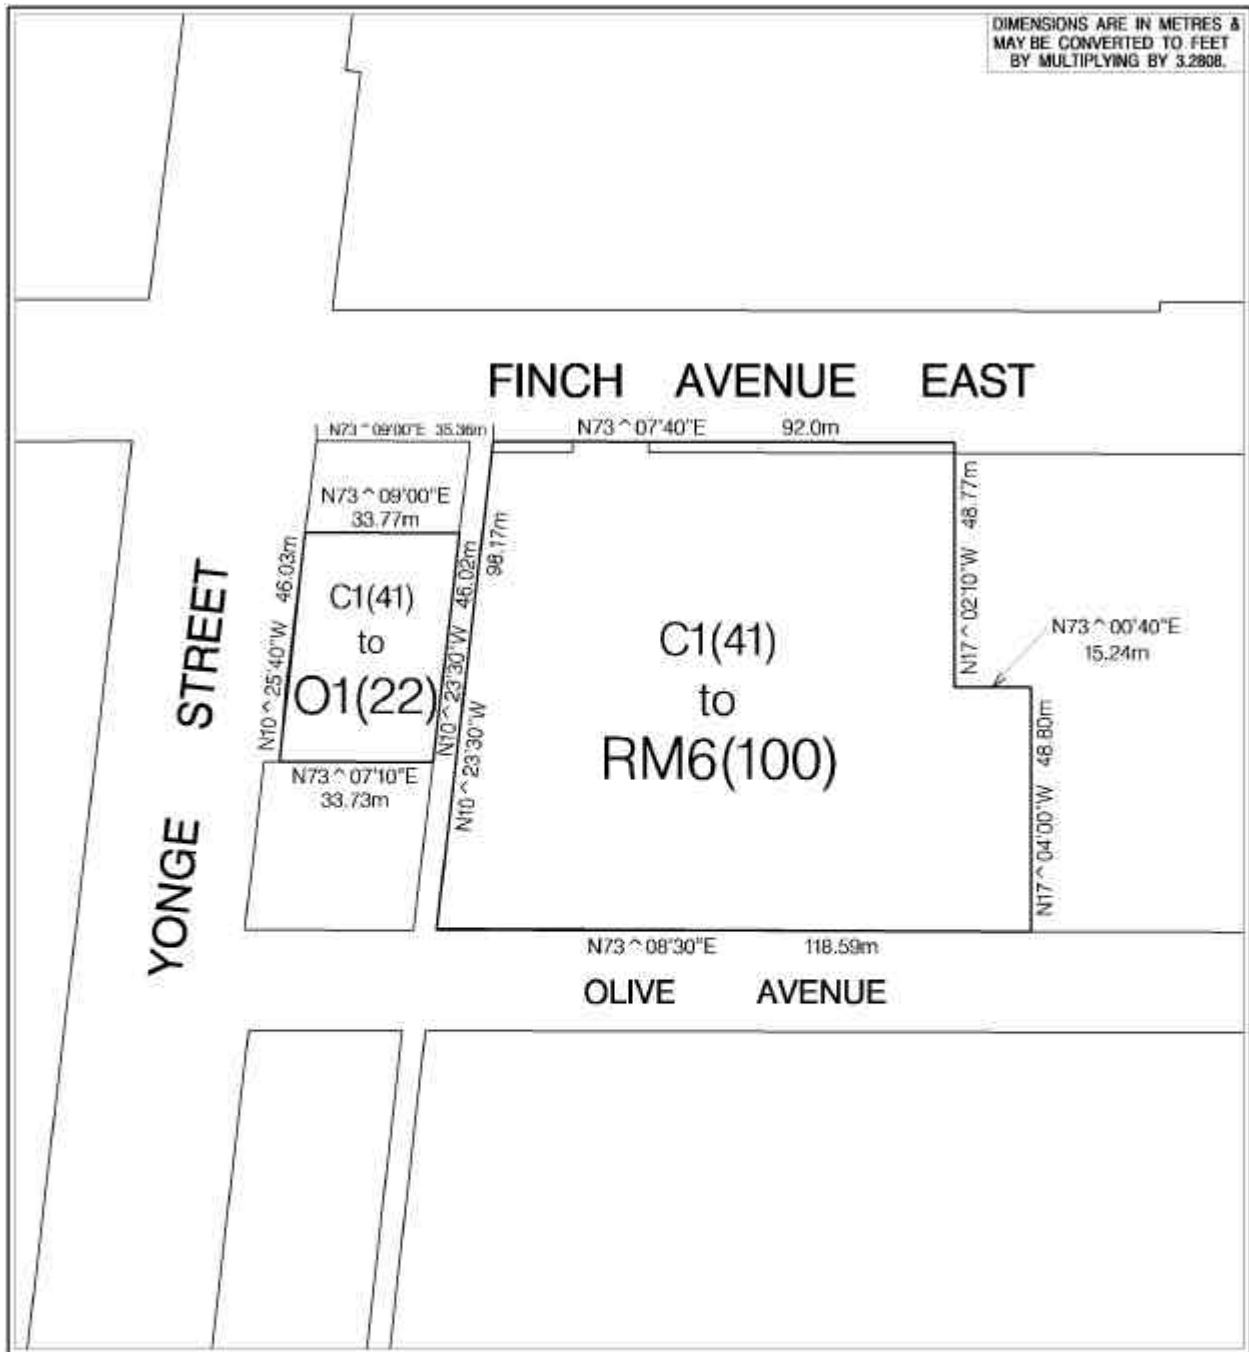 DIMENSIONS ARE IN METRES &
MAY BE CONVERTED TO FEET
BY MULTIPLYING BY 3.2808.
FINCH AVENUE EAST
N73^09'00"E 35.36m
N73^07'40"E 92.0m
N73^09'00"E
33.77m
N10^25'40"W 46.03m
C1(41)
to
O1(22)
N10^23'30"W 46.02m
98.17m
N10^23'30"W
N73^07'10"E
33.73m
C1(41)
to
RM6(100)
N17^02'10"W 48.77m
N73^00'40"E
15.24m
N17^04'00"W 48.80m
YONGE STREET
N73^08'30"E 118.59m
OLIVE AVENUE